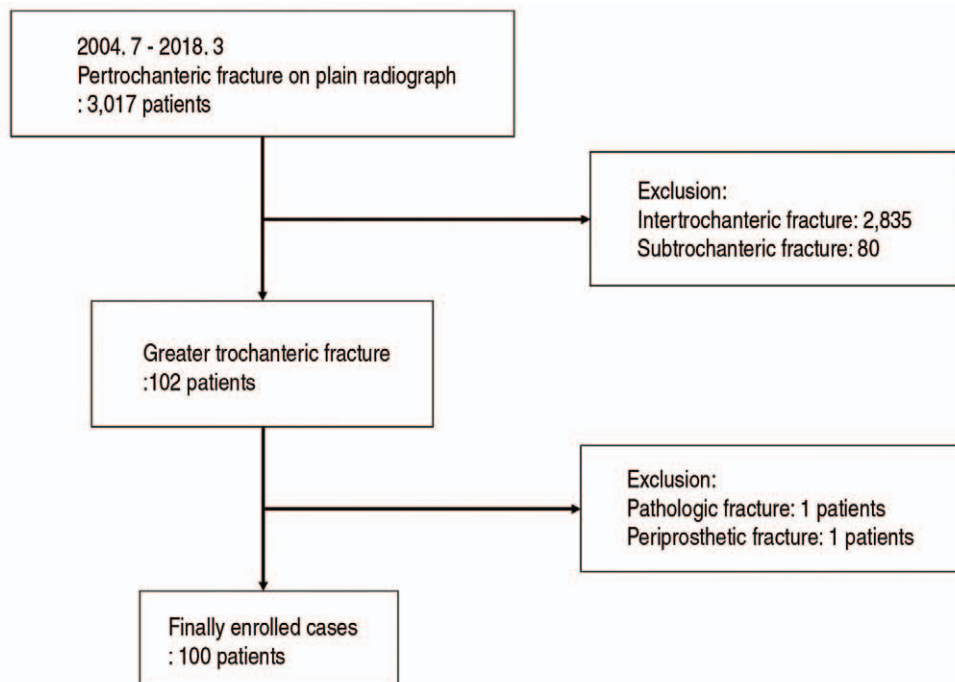 2004. 7 - 2018. 3
Pertrochanteric fracture on plain radiograph
: 3,017 patients
Exclusion:
Intertrochanteric fracture: 2,835
Subtrochanteric fracture: 80
Greater trochanteric fracture
:102 patients
Exclusion:
Pathologic fracture: 1 patients
Periprosthetic fracture: 1 patients
Finally enrolled cases
: 100 patients